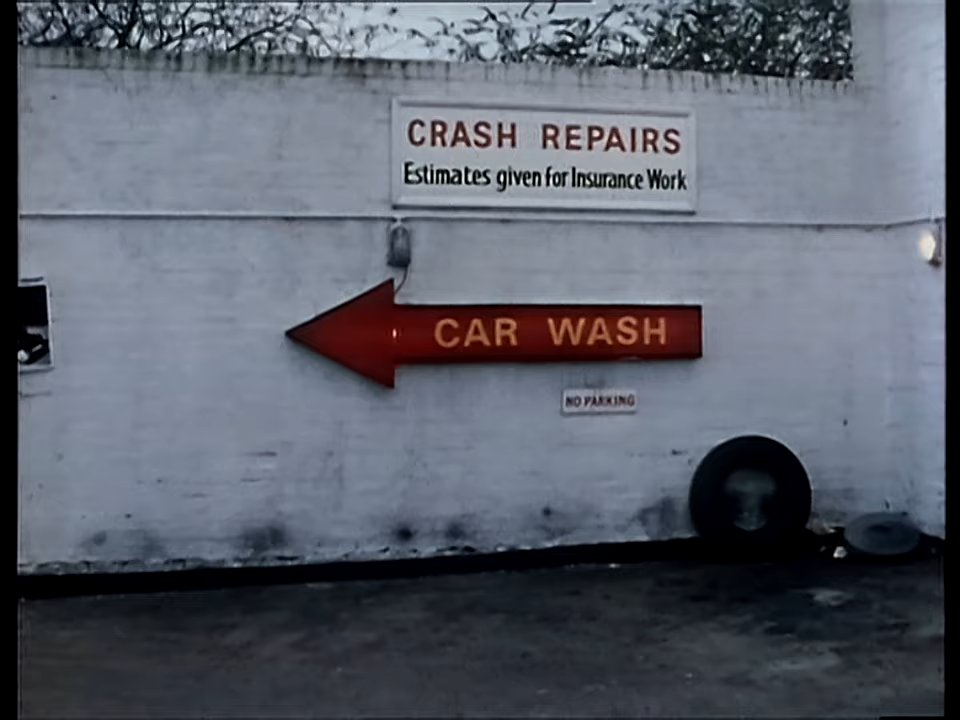 CRASH REPAIRS
Estimates given for Insurance Work
CAR WASH
NO PARKING